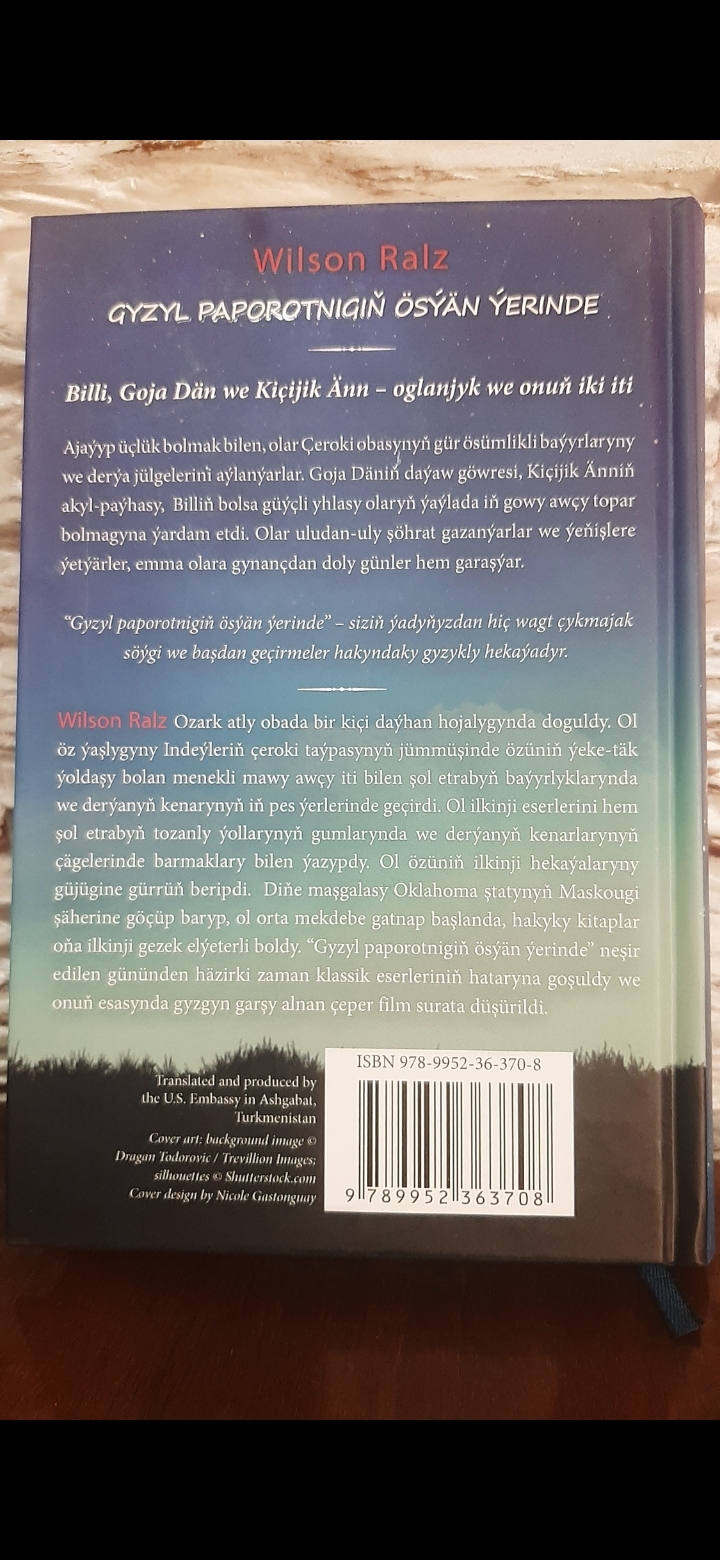 Wilson Ralz
GYZYL PAPOROTNIGIŇ ÖSÝÄN ÝERINDE
Billi, Goja Dän we Kiçijik Änn – oglanjyk we onuň iki iti
Ajaýyp üçlük bolmak bilen, olar Çeroki obasynyň gür ösümlikli baýyrlaryny
we derýa jülgelerini aýlanýarlar. Goja Däniň daýaw göwresi, Kiçijik Änniň
akyl-paýhasy, Billiň bolsa güýçli yhlasy olaryň ýaýlada iň gowy awçy topar
bolmagyna ýardam etdi. Olar uludan-uly şöhrat gazanýarlar we ýeňişlere
ýetýärler, emma olara gynançdan doly günler hem garaşýar.
“Gyzyl paporotnigiň ösýän ýerinde” – siziň ýadyňyzdan hiç wagt çykmajak
söýgi we başdan geçirmeler hakyndaky gyzykly hekaýadyr.
Wilson Ralz Ozark atly obada bir kiçi daýhan hojalygynda doguldy. Ol
öz ýaşlygyny Indeýleriň çeroki taýpasynyň jümmüşinde özüniň ýeke-täk
ýoldaşy bolan menekli mawy awçy iti bilen şol etrabyň baýyrlyklarynda
we derýanyň kenarynyň iň pes ýerlerinde geçirdi. Ol ilkinji eserlerini hem
şol etrabyň tozanly ýollarynyň gumlarynda we derýanyň kenarlarynyň
çägelerinde barmaklary bilen ýazypdy. Ol özüniň ilkinji hekaýalaryny
güjügine gürrüň beripdi. Diňe maşgalasy Oklahoma ştatynyň Maskougi
şäherine göçüp baryp, ol orta mekdebe gatnap başlanda, hakyky kitaplar
oňa ilkinji gezek elýeterli boldy. “Gyzyl paporotnigiň ösýän ýerinde” neşir
edilen gününden häzirki zaman klassik eserleriniň hataryna goşuldy we
onuň esasynda gyzgyn garşy alnan çeper film surata düşürildi.
ISBN 978-9952-36-370-8
Translated and produced by
the U.S. Embassy in Ashgabat,
Turkmenistan
Cover art: background image ©
Dragan Todorovic / Trevillion Images;
silhouettes © Shutterstock.com
Cover design by Nicole Gastonguay
9 789952 363708